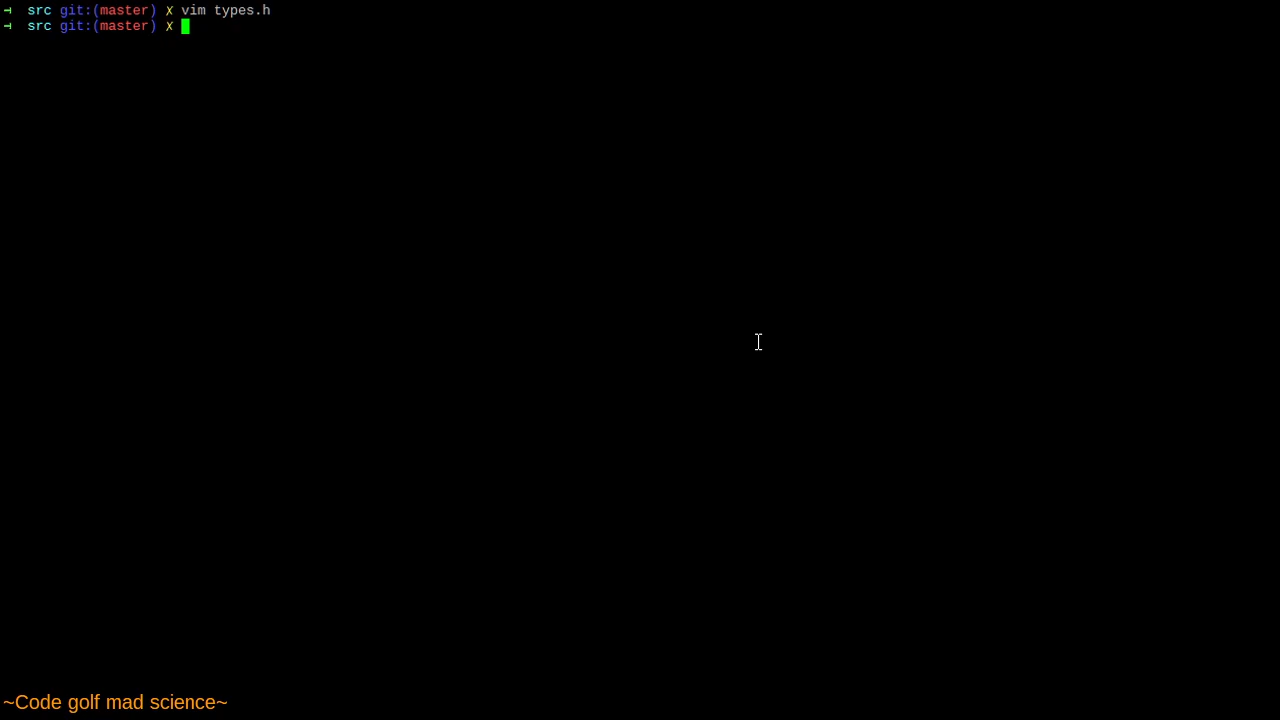 → src git:(master) ✗ vim types.h
→ src git:(master) ✗
~Code golf mad science~